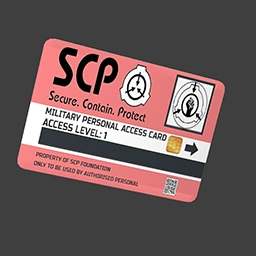 SCP
Secure. Contain. Protect
MILITARY PERSONAL ACCESS CARD
ACCESS LEVEL: 1
PROPERTY OF SCP FOUNDATION
ONLY TO BE USED BY AUTHORISED PERSONAL